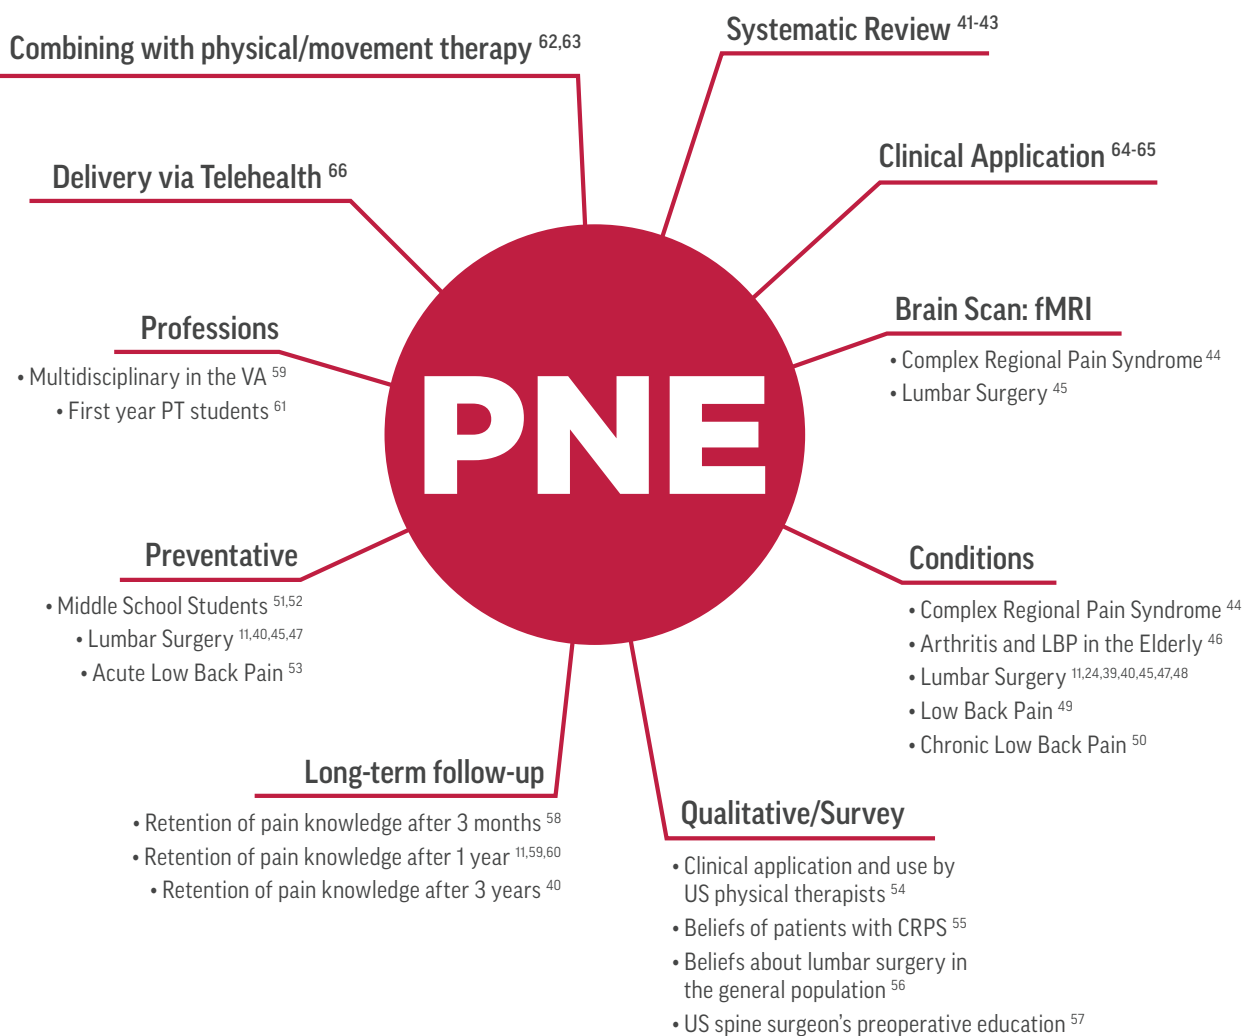 Combining with physical/movement therapy 62,63
Systematic Review 41-43
Delivery via Telehealth 66
Clinical Application 64-65
Professions
• Multidisciplinary in the VA 59
• First year PT students 61
Brain Scan: fMRI
• Complex Regional Pain Syndrome 44
• Lumbar Surgery 45
PNE
Preventative
• Middle School Students 51,52
• Lumbar Surgery 11,40,45,47
• Acute Low Back Pain 53
Conditions
• Complex Regional Pain Syndrome 44
• Arthritis and LBP in the Elderly 46
• Lumbar Surgery 11,24,39,40,45,47,48
• Low Back Pain 49
• Chronic Low Back Pain 50
Long-term follow-up
• Retention of pain knowledge after 3 months 58
• Retention of pain knowledge after 1 year 11,59,60
• Retention of pain knowledge after 3 years 40
Qualitative/Survey
• Clinical application and use by
US physical therapists 54
• Beliefs of patients with CRPS 55
• Beliefs about lumbar surgery in
the general population 56
• US spine surgeon's preoperative education 57